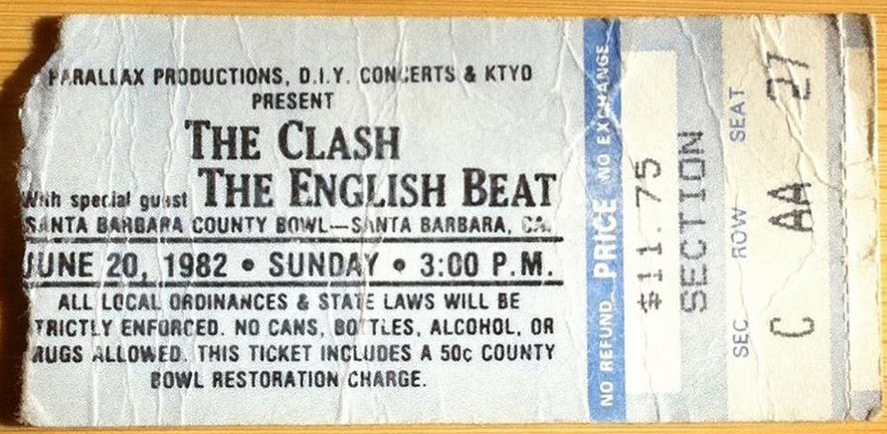 PARALLAX PRODUCTIONS, D.I.Y. CONCERTS & KTYD
PRESENT
THE CLASH
With special guest THE ENGLISH BEAT
SANTA BARBARA COUNTY BOWL—SANTA BARBARA, CA.
JUNE 20, 1982 • SUNDAY • 3:00 P.M.
ALL LOCAL ORDINANCES & STATE LAWS WILL BE
TRICTLY ENFORCED. NO CANS, BOTTLES, ALCOHOL, OR
RUGS ALLOWED. THIS TICKET INCLUDES A 50c COUNTY
BOWL RESTORATION CHARGE.
NO REFUND PRICE NO EXCHANGE
$11.75
SECTION
SEC ROW SEAT
C AA 27